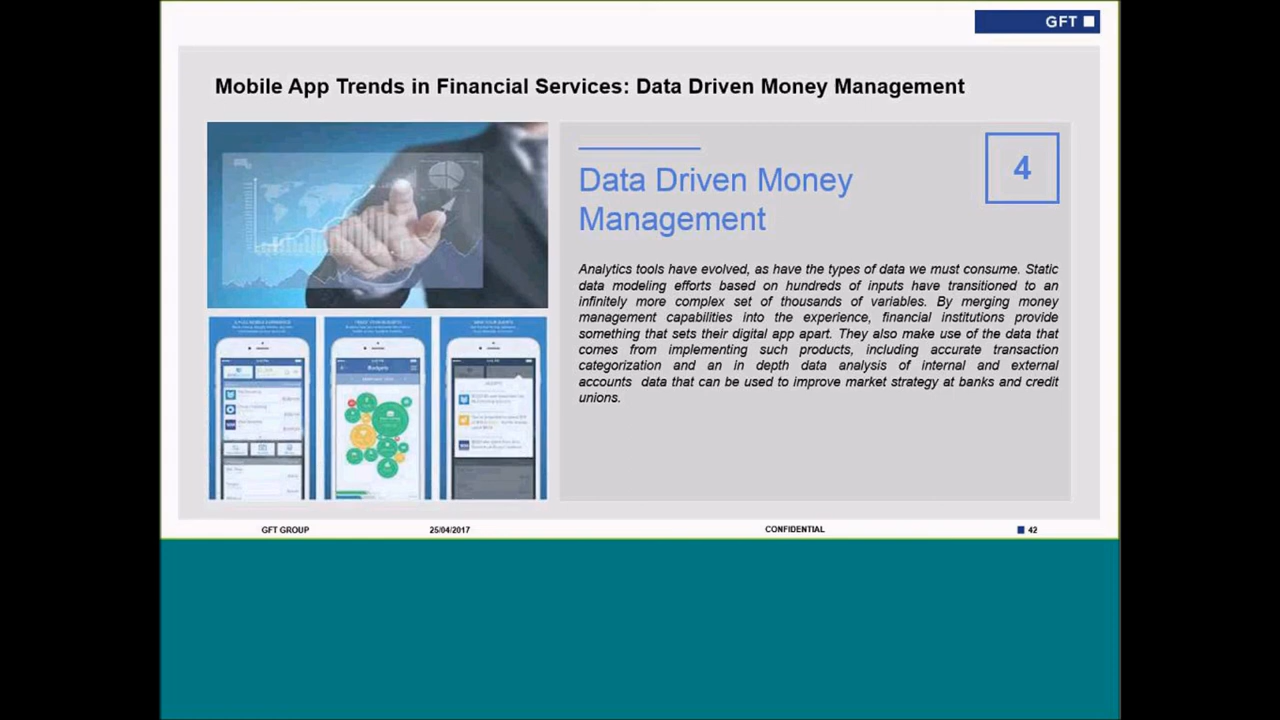 GFT
Mobile App Trends in Financial Services: Data Driven Money Management
4
Data Driven Money
Management
Analytics tools have evolved, as have the types of data we must consume. Static
data modeling efforts based on hundreds of inputs have transitioned to an
infinitely more complex set of thousands of variables. By merging money
management capabilities into the experience, financial institutions provide
something that sets their digital app apart. They also make use of the data that
comes from implementing such products, including accurate transaction
categorization and an in depth data analysis of internal and external
accounts data that can be used to improve market strategy at banks and credit
unions.
Budgets
GFT GROUP
25/04/2017
CONFIDENTIAL
42